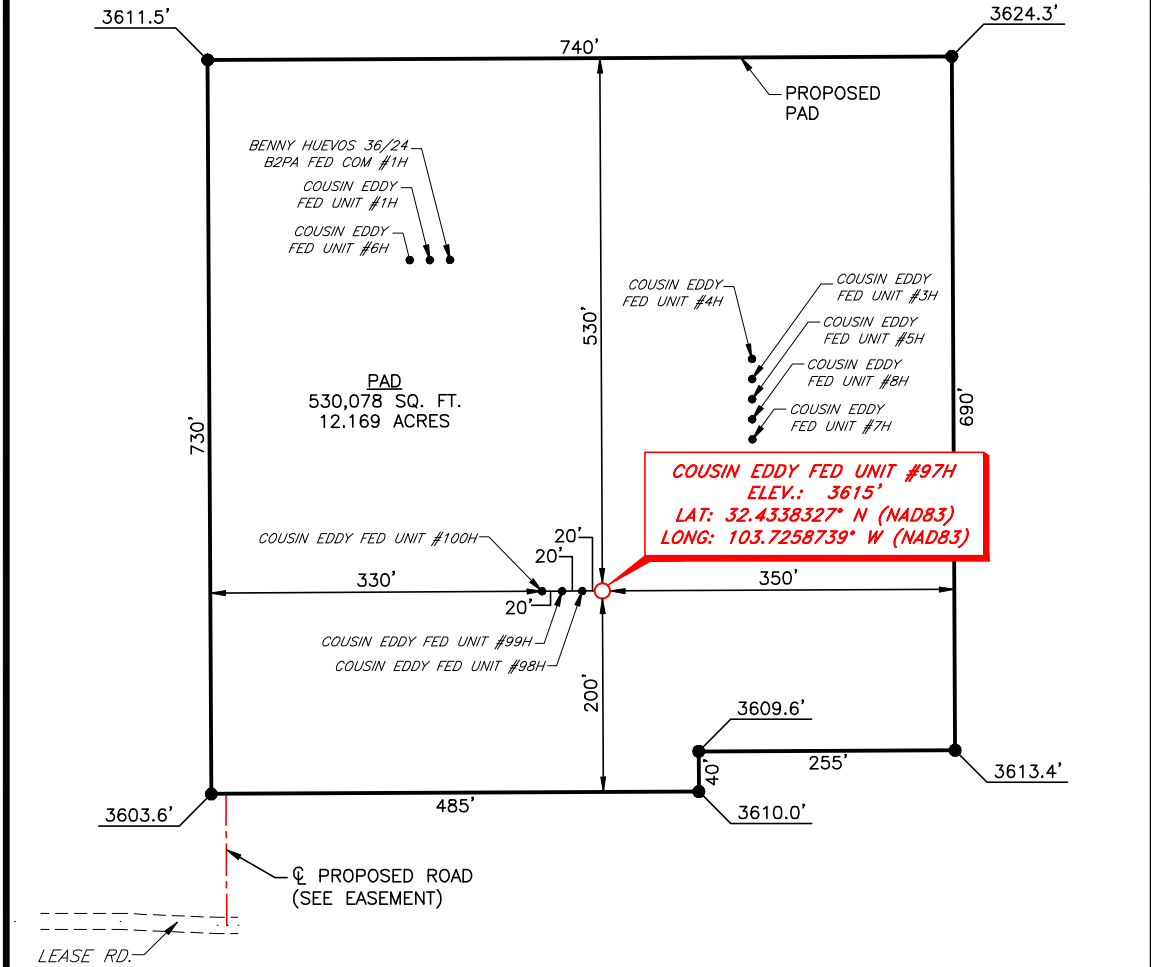 3611.5'
3624.3'
740'
PROPOSED
PAD
BENNY HUEVOS 36/24
B2PA FED COM #1H
COUSIN EDDY
FED UNIT #1H
COUSIN EDDY
FED UNIT #6H
COUSIN EDDY
FED UNIT #4H
COUSIN EDDY
FED UNIT #3H
COUSIN EDDY
FED UNIT #5H
COUSIN EDDY
FED UNIT #8H
COUSIN EDDY
FED UNIT #7H
530'
PAD
530,078 SQ. FT.
12.169 ACRES
730'
690'
COUSIN EDDY FED UNIT #97H
ELEV.: 3615'
LAT: 32.4338327° N (NAD83)
LONG: 103.7258739° W (NAD83)
COUSIN EDDY FED UNIT #100H
20'
20'
20'
330'
350'
COUSIN EDDY FED UNIT #99H
COUSIN EDDY FED UNIT #98H
200'
3609.6'
40'
255'
3613.4'
3603.6'
485'
3610.0'
℄ PROPOSED ROAD
(SEE EASEMENT)
LEASE RD.